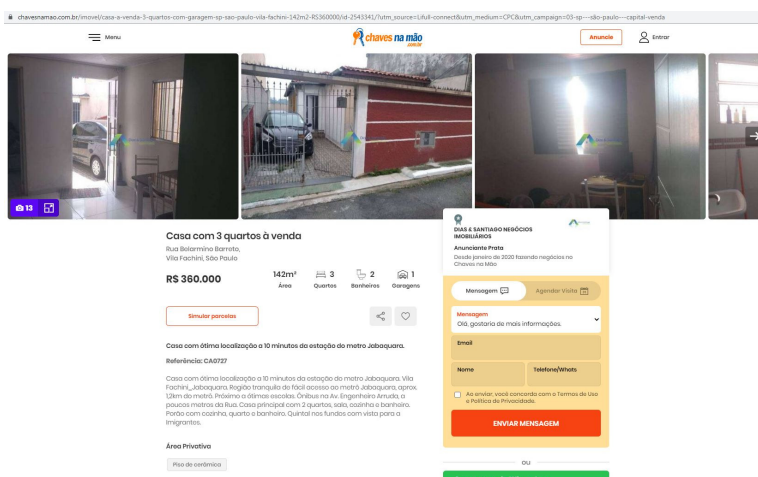 chavesnamao.com.br/imovel/casa-a-venda-3-quartos-com-garagem-sp-sao-paulo-vila-fachini-142m2-RS360000/id-2543341/?utm_source=Lifull-connect&utm_medium=CPC&utm_campaign=03-sp---são-paulo---capital-venda
Menu
chaves na mão
.com.br
Anuncie
Entrar
13
Casa com 3 quartos à venda
Rua Belarmino Barreto,
Vila Fachini, São Paulo
R$ 360.000
142m²
Área
3
Quartos
2
Banheiros
1
Garagens
Simular parcelas
Casa com ótima localização a 10 minutos da estação do metro Jabaquara.
Referência: CA0727
Casa com ótima localização a 10 minutos da estação do metro Jabaquara. Vila
Fachini_Jabaquara. Região tranquila de fácil acesso ao metrô Jabaquara, aprox.
1,2km do metrô. Próximo a ótimas escolas. Ônibus na Av. Engenheiro Arruda, a
poucos metros da Rua. Casa principal com 2 quartos, sala, cozinha e banheiro.
Porão com cozinha, quarto e banheiro. Quintal nos fundos com vista para a
Imigrantes.
Área Privativa
Piso de cerâmica
DIAS & SANTIAGO NEGÓCIOS
IMOBILIÁRIOS
Anunciante Prata
Desde janeiro de 2020 fazendo negócios no
Chaves na Mão
Mensagem
Agendar Visita
Mensagem
Olá, gostaria de mais informações.
Email
Nome
Telefone/Whats
Ao enviar, você concorda com o Termos de Uso
e Política de Privacidade.
ENVIAR MENSAGEM
OU